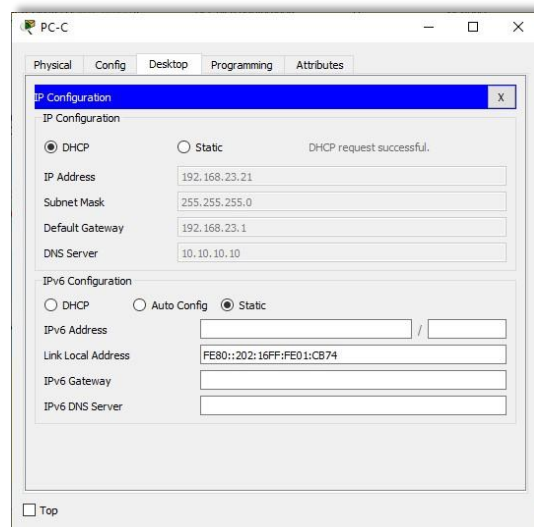 PC-C
Physical Config Desktop Programming Attributes
IP Configuration X
IP Configuration
DHCP Static DHCP request successful.
IP Address 192.168.23.21
Subnet Mask 255.255.255.0
Default Gateway 192.168.23.1
DNS Server 10.10.10.10
IPv6 Configuration
DHCP Auto Config Static
IPv6 Address /
Link Local Address FE80::202:16FF:FE01:CB74
IPv6 Gateway
IPv6 DNS Server
Top